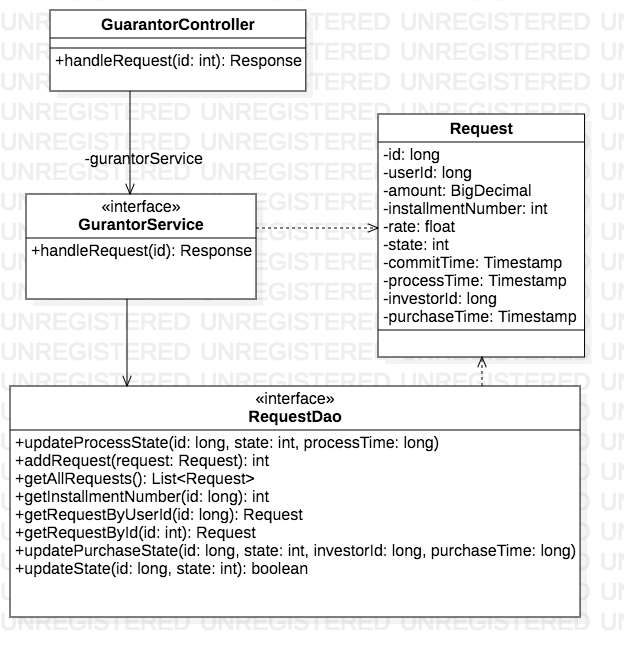 GuarantorController
+handleRequest(id: int): Response
-gurantorService
«interface»
GurantorService
+handleRequest(id): Response
Request
-id: long
-userId: long
-amount: BigDecimal
-installmentNumber: int
-rate: float
-state: int
-commitTime: Timestamp
-processTime: Timestamp
-investorId: long
-purchaseTime: Timestamp
«interface»
RequestDao
+updateProcessState(id: long, state: int, processTime: long)
+addRequest(request: Request): int
+getAllRequests(): List<Request>
+getInstallmentNumber(id: long): int
+getRequestByUserId(id: long): Request
+getRequestById(id: int): Request
+updatePurchaseState(id: long, state: int, investorId: long, purchaseTime: long)
+updateState(id: long, state: int): boolean
UNREGISTERED